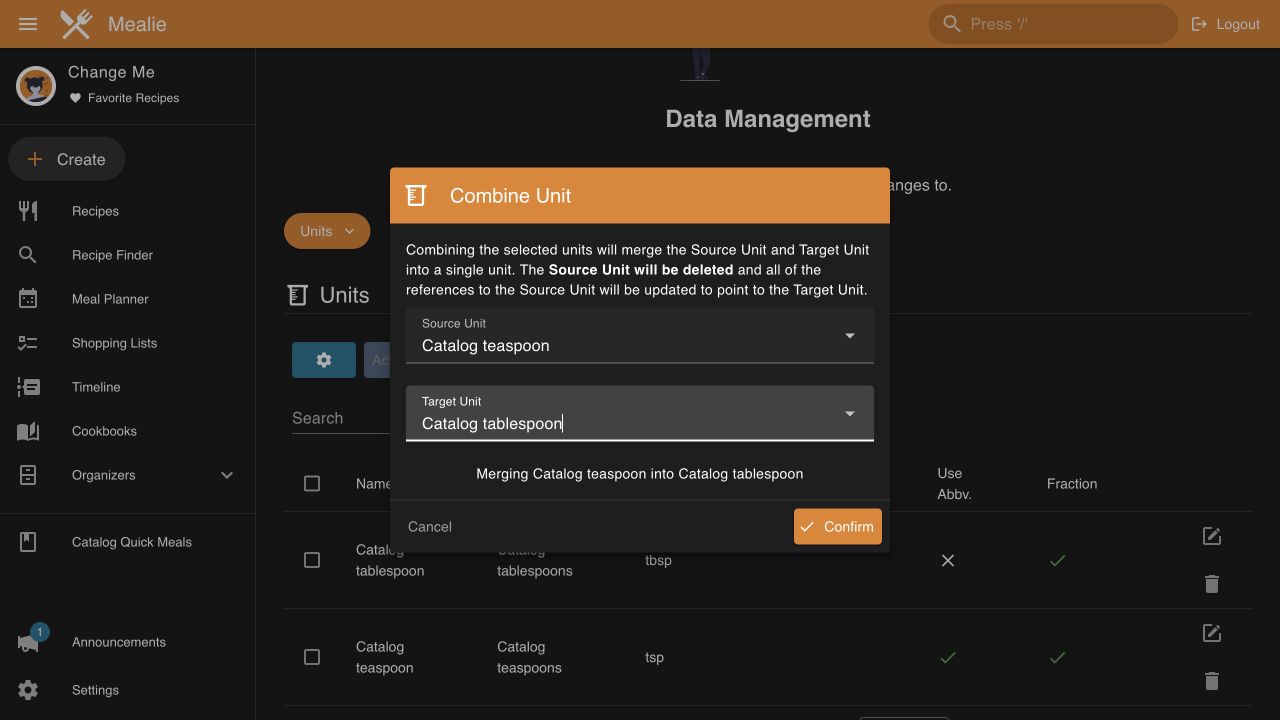 Mealie
Press '/'
Logout
Change Me
Favorite Recipes
Create
Recipes
Recipe Finder
Meal Planner
Shopping Lists
Timeline
Cookbooks
Organizers
Catalog Quick Meals
1
Announcements
Settings
Data Management
anges to.
Units
Units
Ac
Search
Combine Unit
Combining the selected units will merge the Source Unit and Target Unit
into a single unit. The Source Unit will be deleted and all of the
references to the Source Unit will be updated to point to the Target Unit.
Source Unit
Catalog teaspoon
Target Unit
Catalog tablespoon
Merging Catalog teaspoon into Catalog tablespoon
Cancel
Confirm
Name
Use
Abbv.
Fraction
Catalog
tablespoon
Catalog
tablespoons
tbsp
Catalog
teaspoon
Catalog
teaspoons
tsp